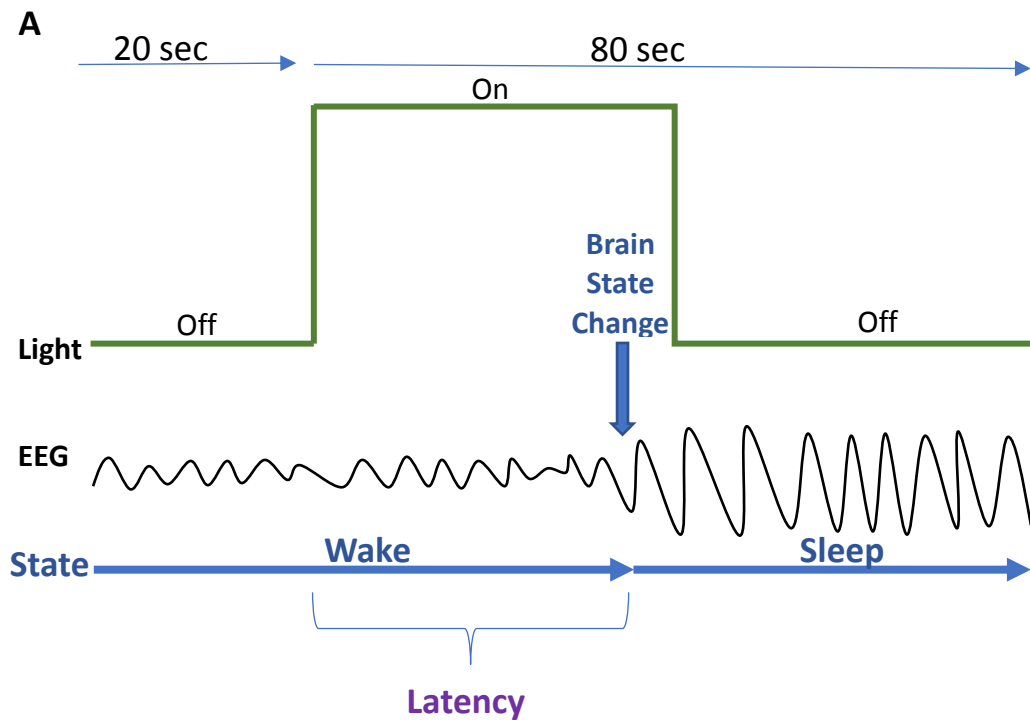 A
20 sec
80 sec
On
Brain
State
Change
Off
Off
Light
EEG
Wake
Sleep
State
Latency